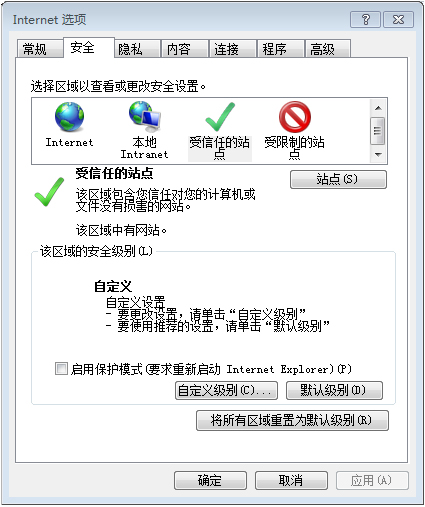 Internet 选项
常规 安全 隐私 内容 连接 程序 高级
选择区域以查看或更改安全设置。
Internet
本地
Intranet
受信任的站
点
受限制的站
点
受信任的站点
站点(S)
该区域包含您信任对您的计算机或
文件没有损害的网站。
该区域中有网站。
该区域的安全级别(L)
自定义
自定义设置
- 要更改设置，请单击“自定义级别”
- 要使用推荐的设置，请单击“默认级别”
启用保护模式(要求重新启动 Internet Explorer)(P)
自定义级别(C)... 默认级别(D)
将所有区域重置为默认级别(R)
确定 取消 应用(A)